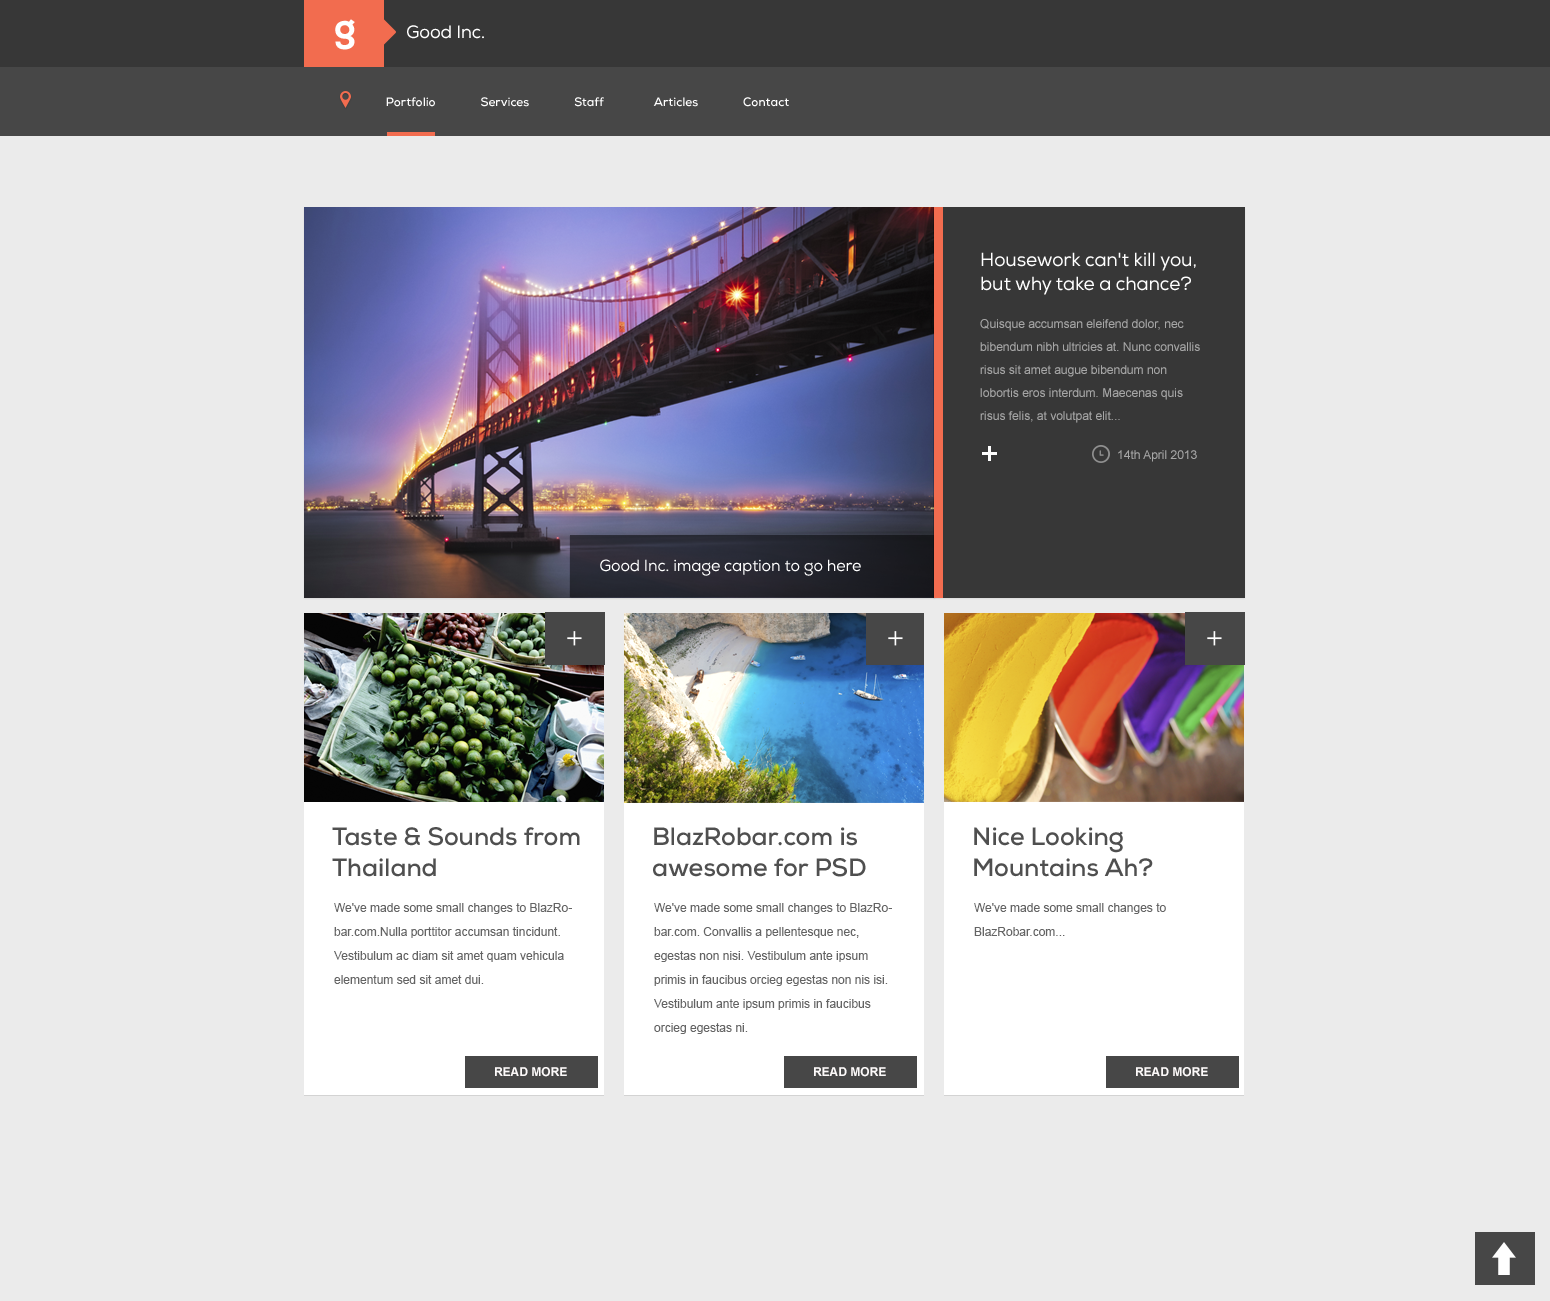 g
Good Inc.
Portfolio
Services
Staff
Articles
Contact
Housework can't kill you,
but why take a chance?
Quisque accumsan eleifend dolor, nec
bibendum nibh ultricies at. Nunc convallis
risus sit amet augue bibendum non
lobortis eros interdum. Maecenas quis
risus felis, at volutpat elit...
14th April 2013
Good Inc. image caption to go here
Taste & Sounds from
Thailand
We've made some small changes to BlazRo-
bar.com.Nulla porttitor accumsan tincidunt.
Vestibulum ac diam sit amet quam vehicula
elementum sed sit amet dui.
READ MORE
BlazRobar.com is
awesome for PSD
We've made some small changes to BlazRo-
bar.com. Convallis a pellentesque nec,
egestas non nisi. Vestibulum ante ipsum
primis in faucibus orcieg egestas non nis isi.
Vestibulum ante ipsum primis in faucibus
orcieg egestas ni.
READ MORE
Nice Looking
Mountains Ah?
We've made some small changes to
BlazRobar.com...
READ MORE